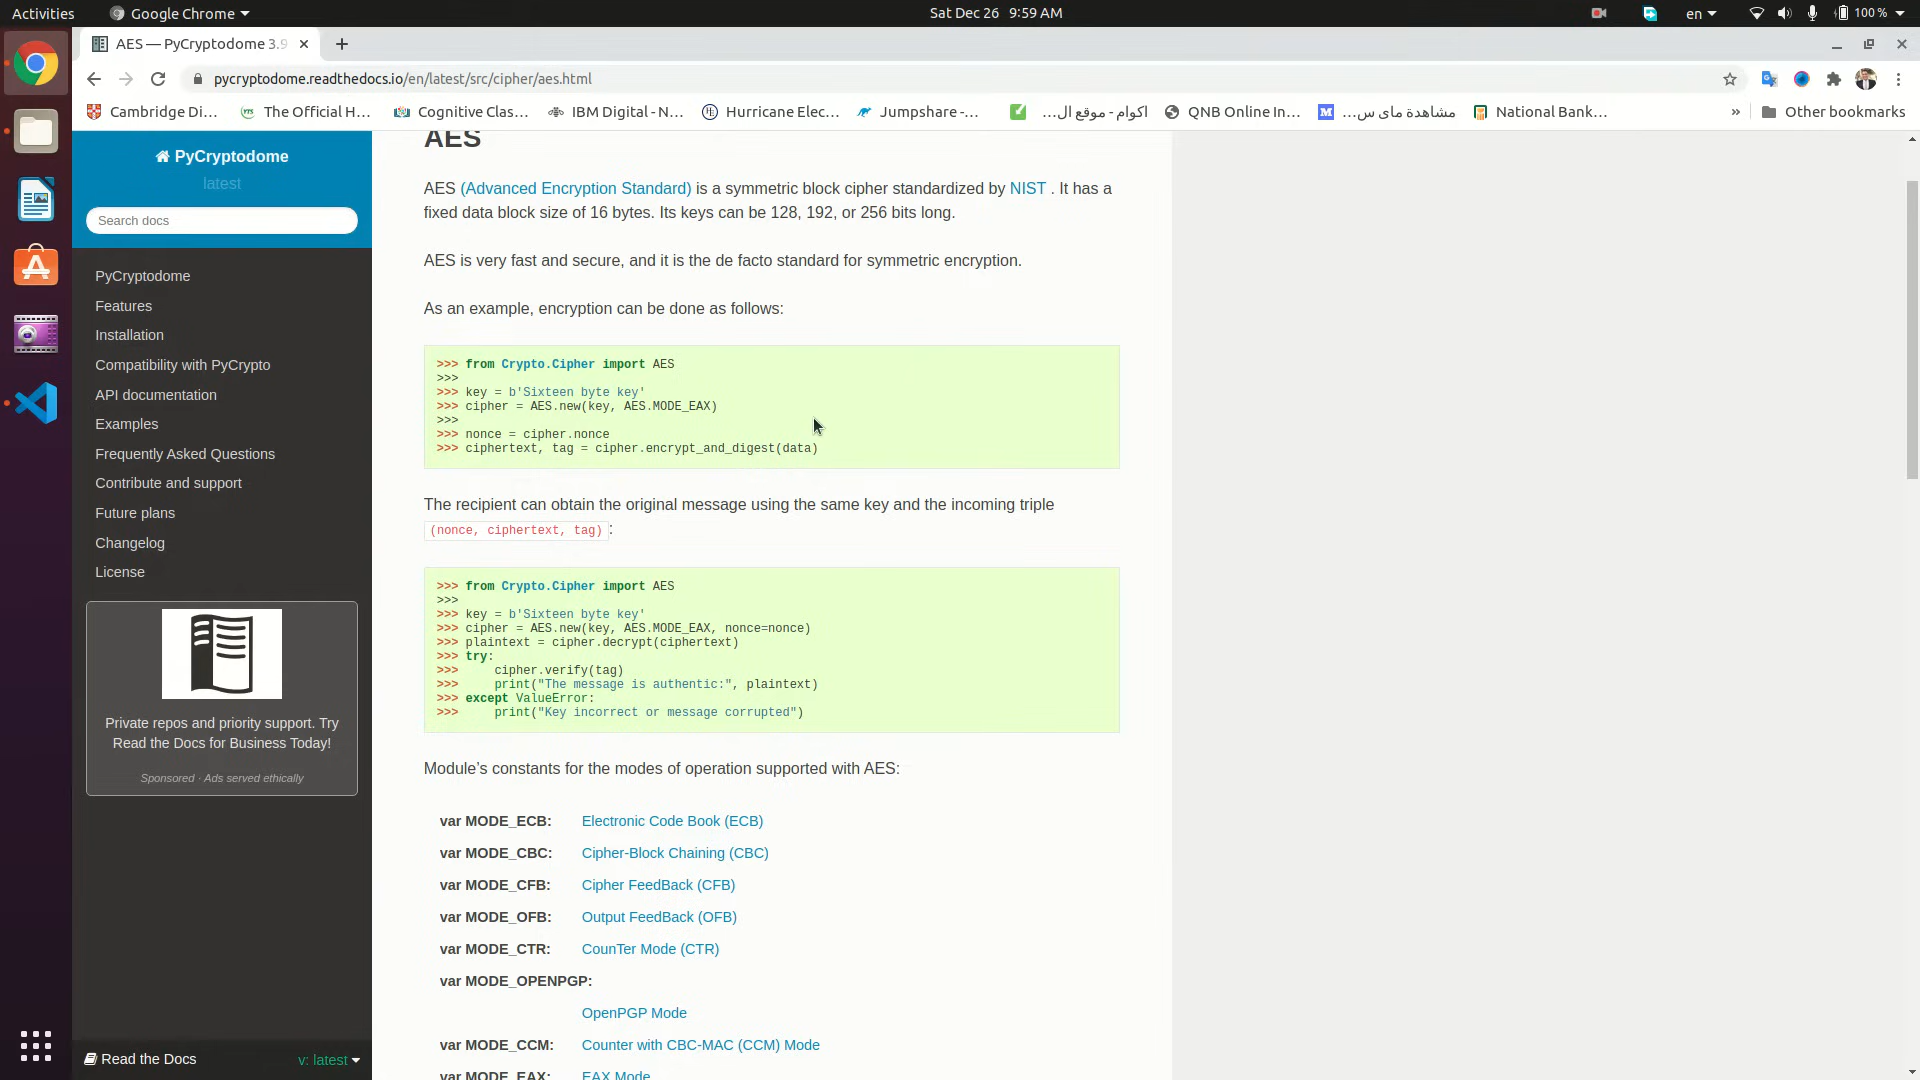 Activities
Google Chrome
Sat Dec 26 9:59 AM
en
100 %
AES — PyCryptodome 3.9
pycryptodome.readthedocs.io/en/latest/src/cipher/aes.html
Cambridge Di...
The Official H...
Cognitive Clas...
IBM Digital - N...
Hurricane Elec...
Jumpshare -...
اكوام - موقع ال...
QNB Online In...
مشاهدة ماى س...
National Bank...
»
Other bookmarks
PyCryptodome
latest
Search docs
PyCryptodome
Features
Installation
Compatibility with PyCrypto
API documentation
Examples
Frequently Asked Questions
Contribute and support
Future plans
Changelog
License
Private repos and priority support. Try
Read the Docs for Business Today!
Sponsored · Ads served ethically
Read the Docs
v: latest
AES
AES (Advanced Encryption Standard) is a symmetric block cipher standardized by NIST . It has a
fixed data block size of 16 bytes. Its keys can be 128, 192, or 256 bits long.
AES is very fast and secure, and it is the de facto standard for symmetric encryption.
As an example, encryption can be done as follows:
>>> from Crypto.Cipher import AES
>>>
>>> key = b'Sixteen byte key'
>>> cipher = AES.new(key, AES.MODE_EAX)
>>>
>>> nonce = cipher.nonce
>>> ciphertext, tag = cipher.encrypt_and_digest(data)
The recipient can obtain the original message using the same key and the incoming triple
(nonce, ciphertext, tag) :
>>> from Crypto.Cipher import AES
>>>
>>> key = b'Sixteen byte key'
>>> cipher = AES.new(key, AES.MODE_EAX, nonce=nonce)
>>> plaintext = cipher.decrypt(ciphertext)
>>> try:
>>>     cipher.verify(tag)
>>>     print("The message is authentic:", plaintext)
>>> except ValueError:
>>>     print("Key incorrect or message corrupted")
Module’s constants for the modes of operation supported with AES:
var MODE_ECB: Electronic Code Book (ECB)
var MODE_CBC: Cipher-Block Chaining (CBC)
var MODE_CFB: Cipher FeedBack (CFB)
var MODE_OFB: Output FeedBack (OFB)
var MODE_CTR: CounTer Mode (CTR)
var MODE_OPENPGP:
OpenPGP Mode
var MODE_CCM: Counter with CBC-MAC (CCM) Mode
var MODE_EAX: EAX Mode